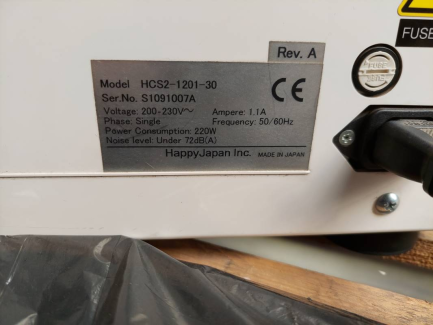 FUSE
FUSE
Rev. A
Model HCS2-1201-30
Ser.No. S1091007A
CE
Voltage: 200-230V~ Ampere: 1.1A
Phase: Single Frequency: 50/60Hz
Power Consumption: 220W
Noise level: Under 72dB(A)
HappyJapan Inc. MADE IN JAPAN